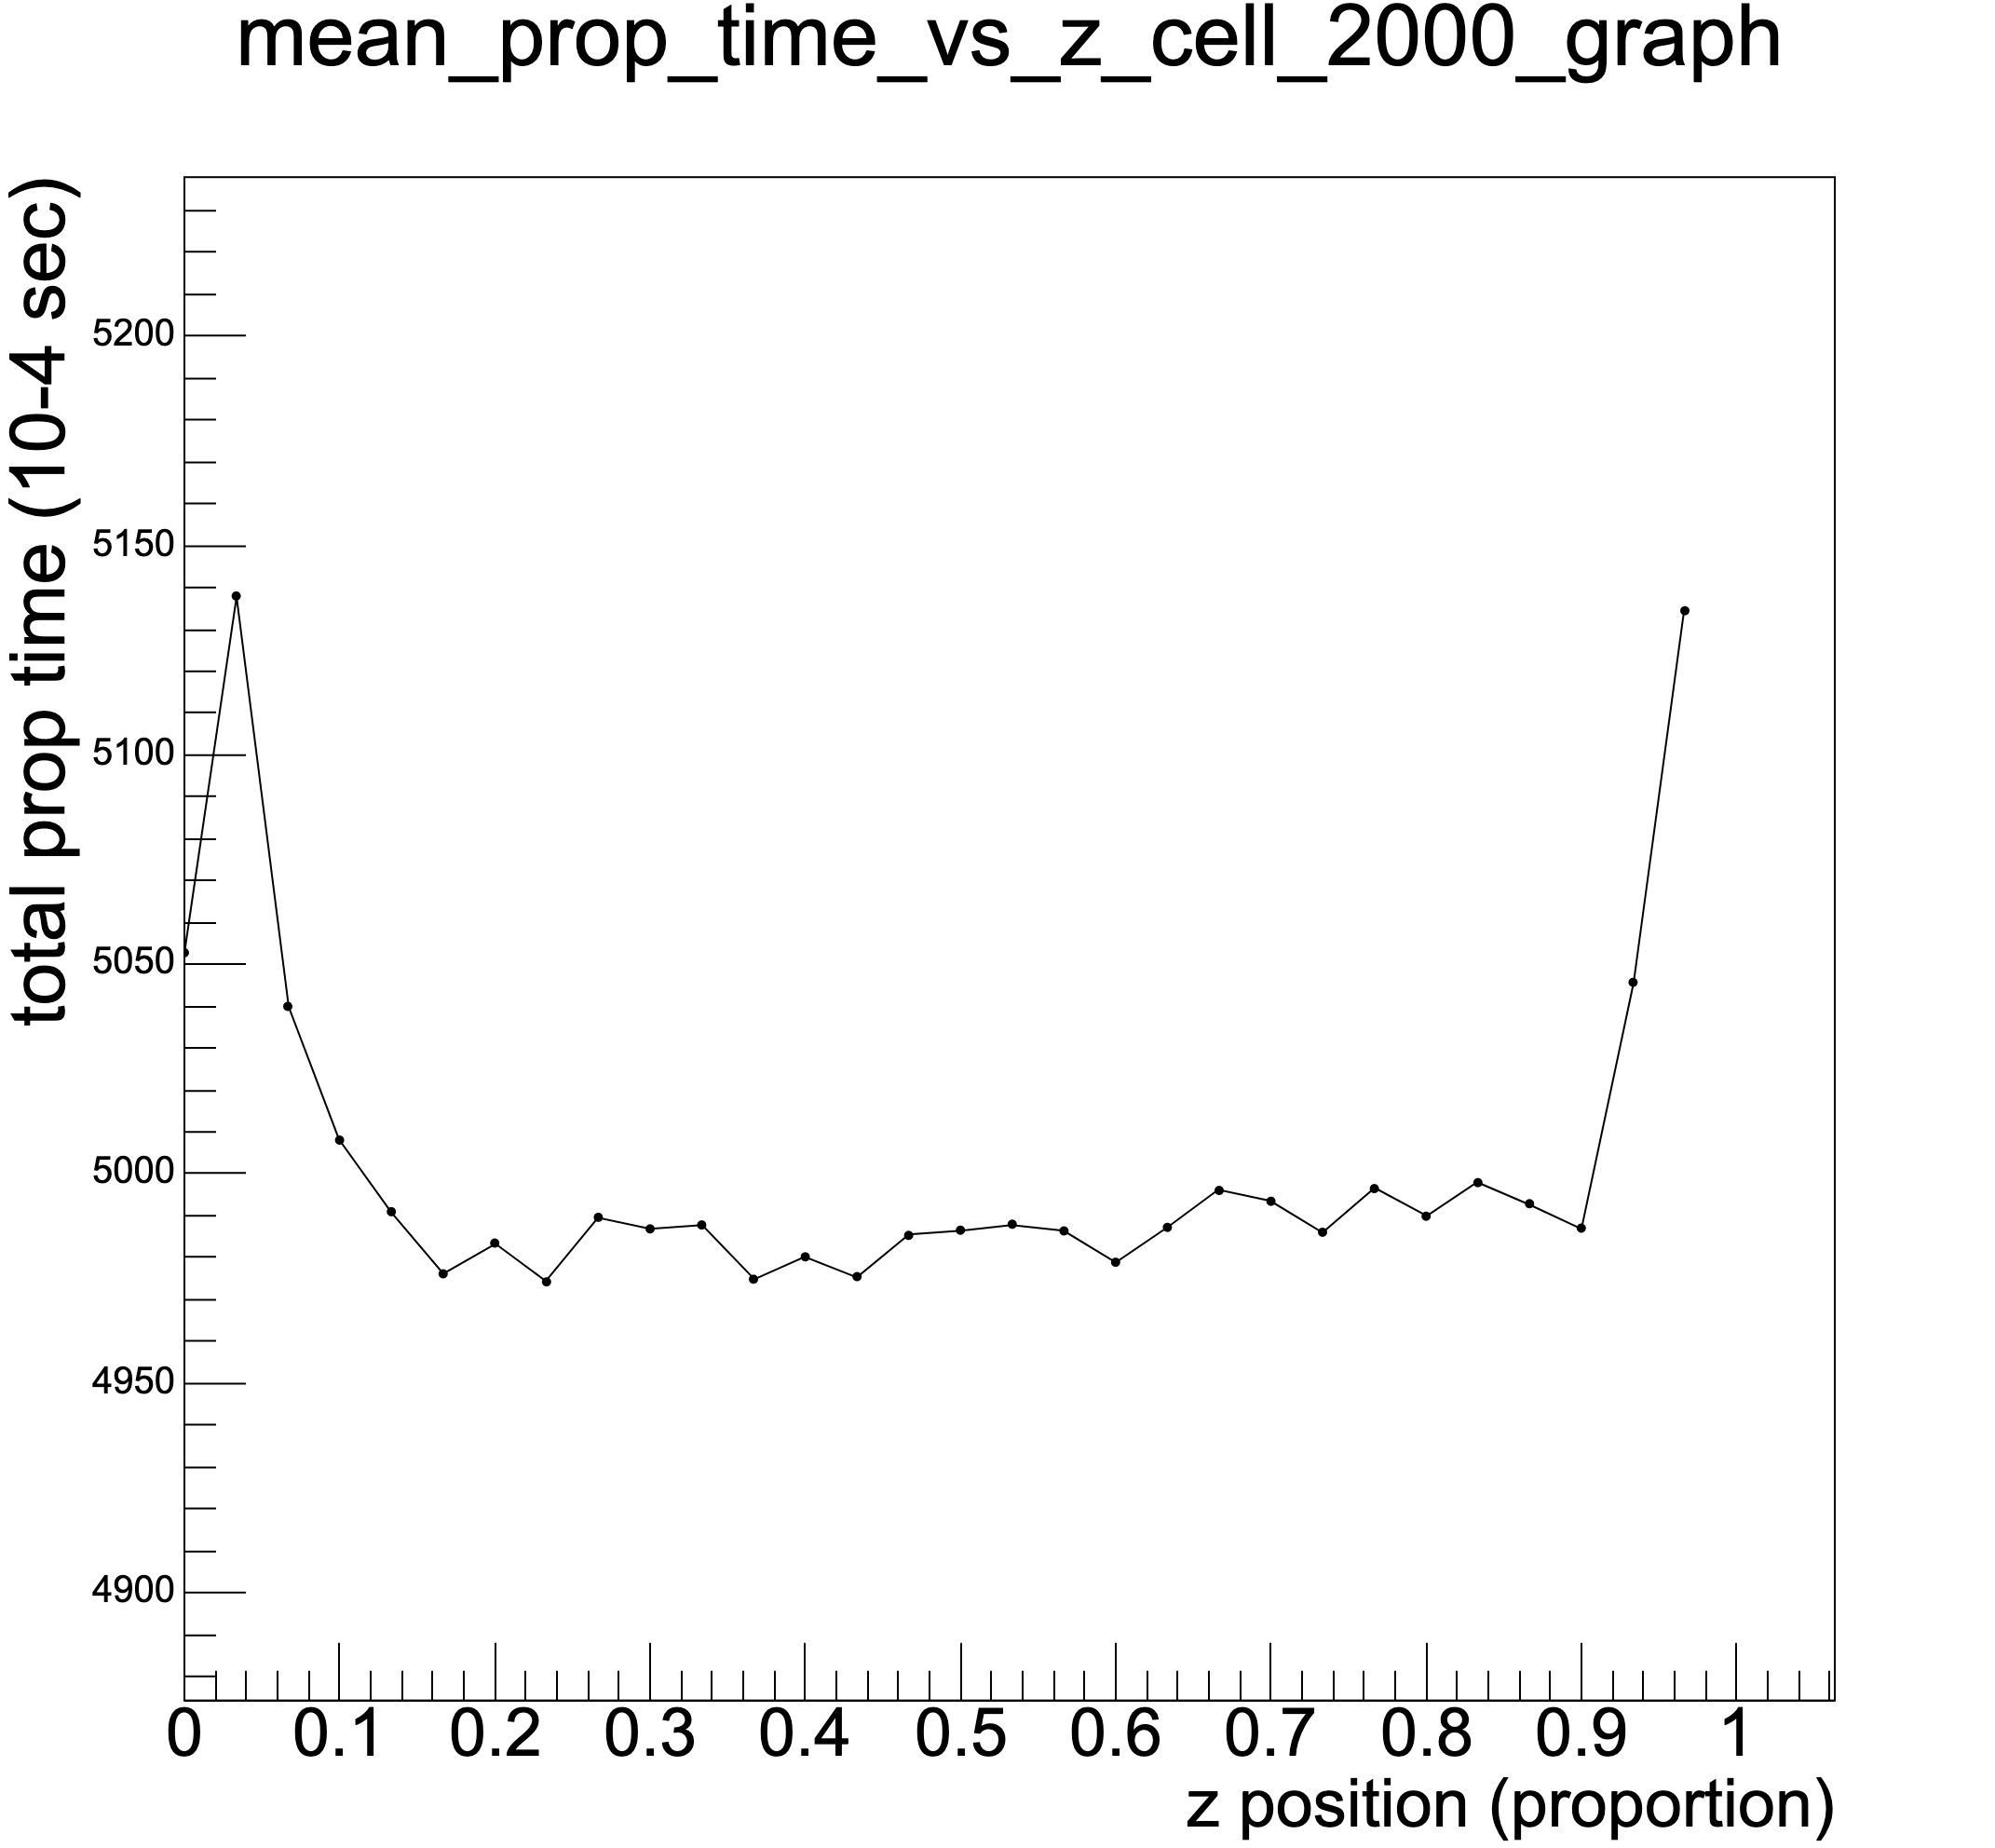 mean_prop_time_vs_z_cell_2000_graph
total prop time (10-4 sec)
5200
5150
5100
5050
5000
4950
4900
0 0.1 0.2 0.3 0.4 0.5 0.6 0.7 0.8 0.9 1
z position (proportion)